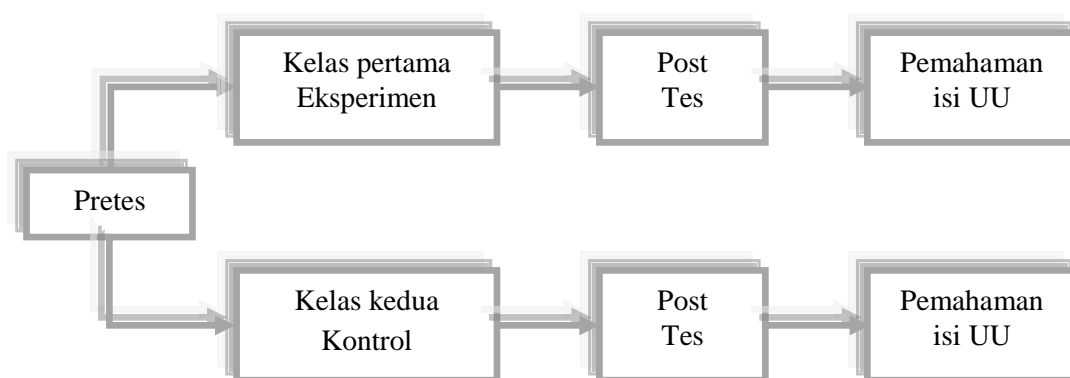 Kelas pertama
Eksperimen
Post
Tes
Pemahaman
isi UU
Pretes
Kelas kedua
Kontrol
Post
Tes
Pemahaman
isi UU